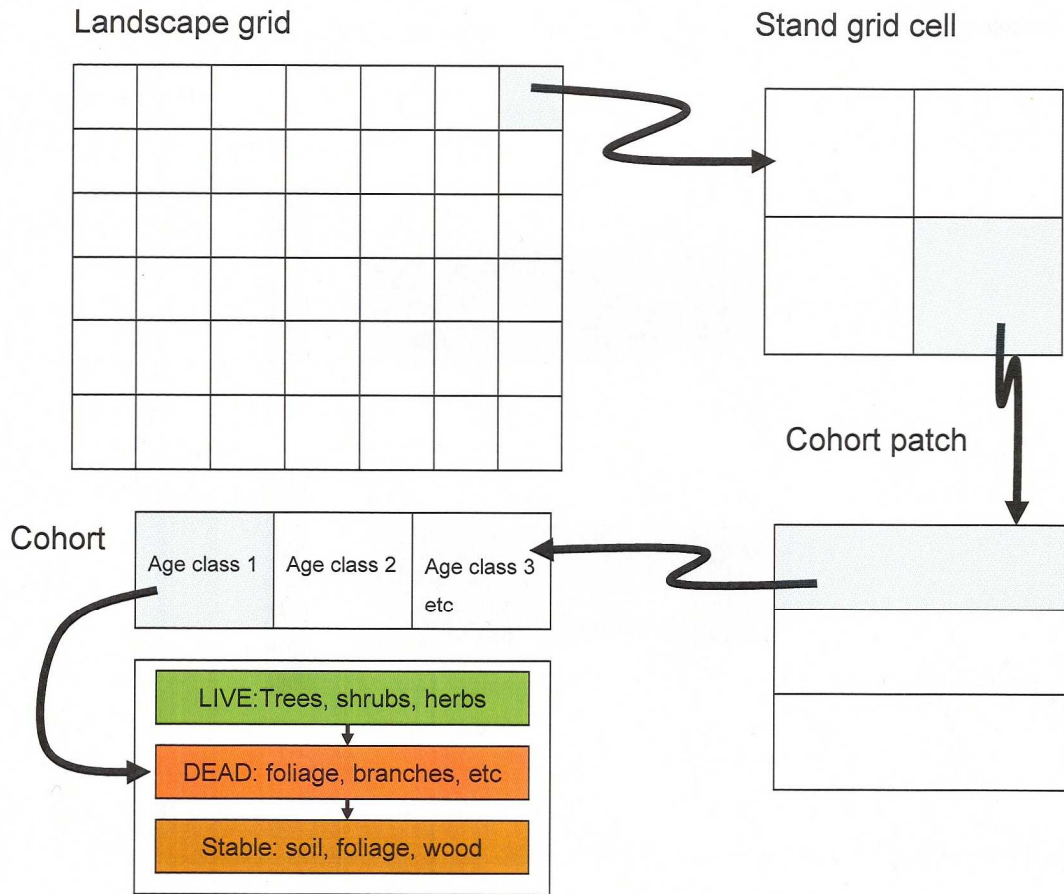 Landscape grid
Stand grid cell
Cohort patch
Cohort
Age class 1
Age class 2
Age class 3
etc
LIVE:Trees, shrubs, herbs
DEAD: foliage, branches, etc
Stable: soil, foliage, wood